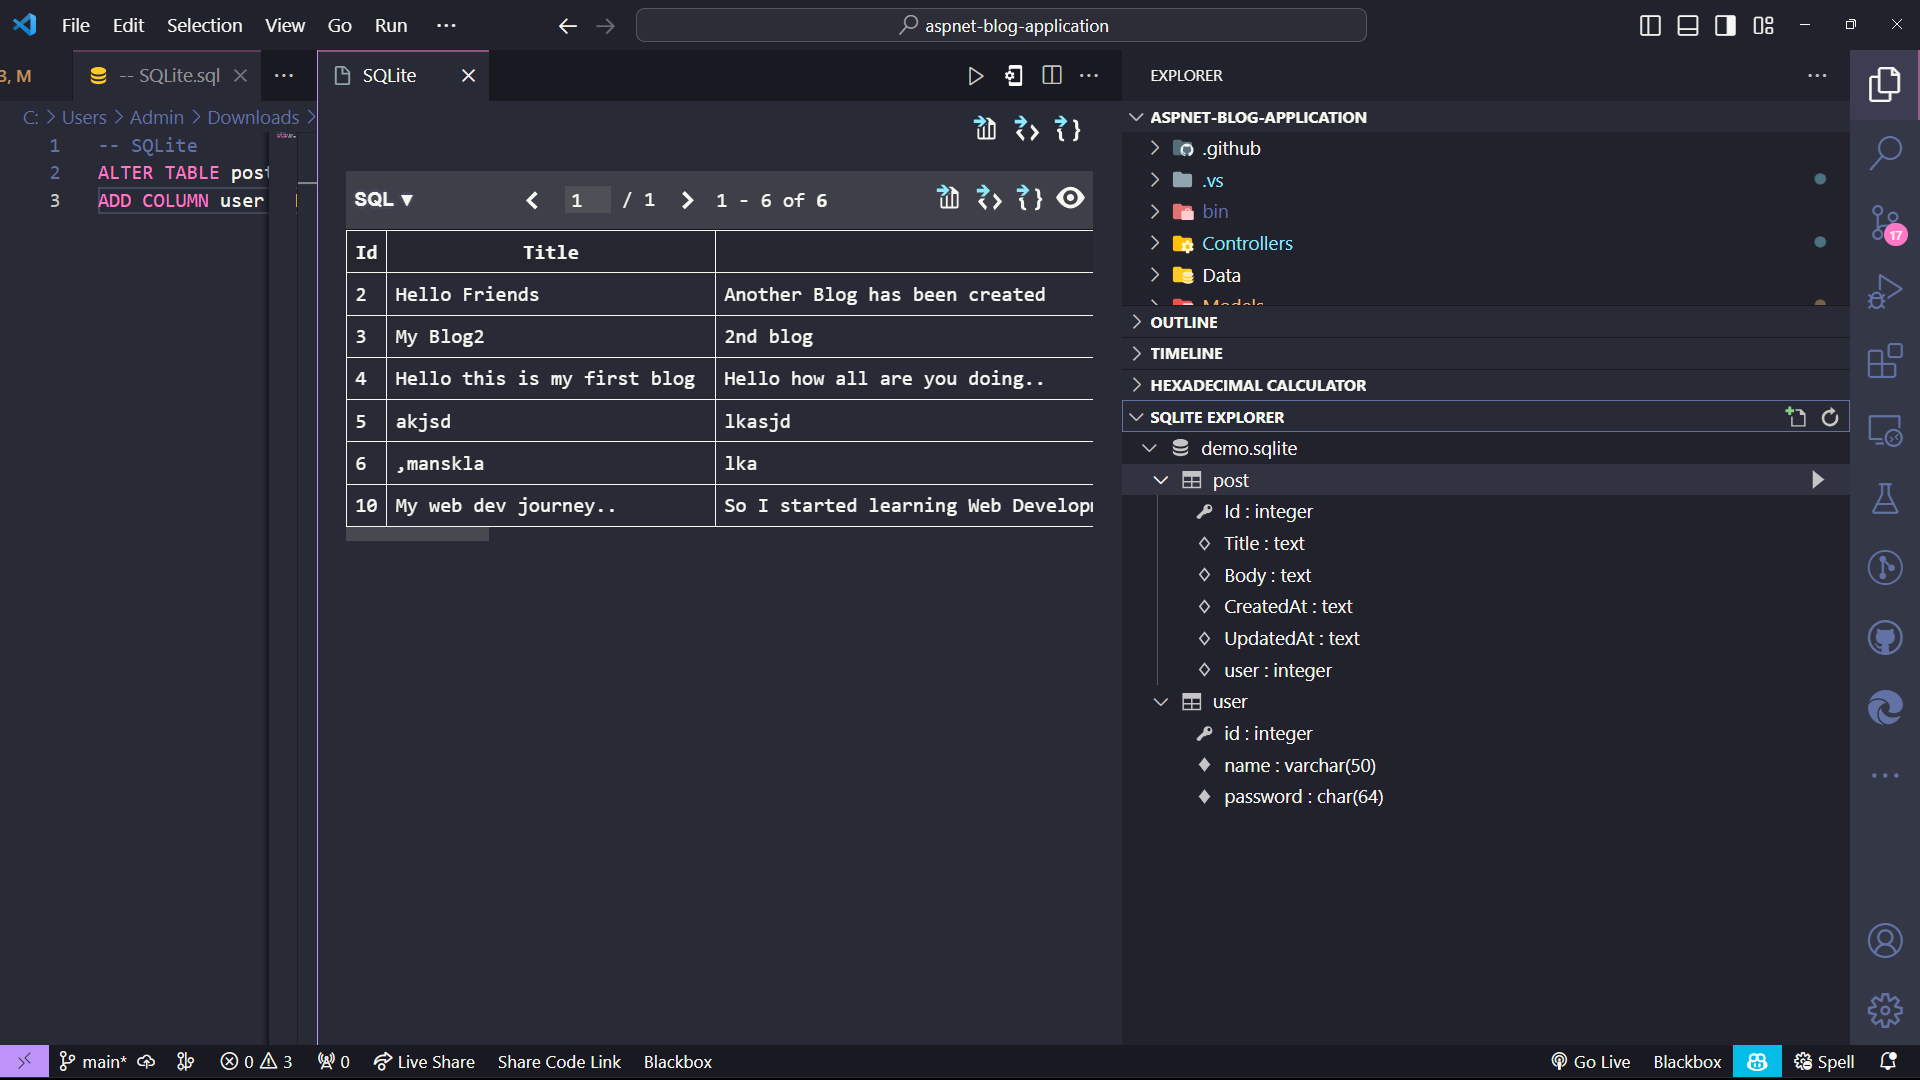 File Edit Selection View Go Run ···
aspnet-blog-application
3, M
-- SQLite.sql
SQLite
C: > Users > Admin > Downloads >
1 -- SQLite
2 ALTER TABLE post
3 ADD COLUMN user
SQL ▾ 1 / 1 1 - 6 of 6
Id Title
2 Hello Friends Another Blog has been created
3 My Blog2 2nd blog
4 Hello this is my first blog Hello how all are you doing..
5 akjsd lkasjd
6 ,manskla lka
10 My web dev journey.. So I started learning Web Develop
EXPLORER
ASPNET-BLOG-APPLICATION
.github
.vs
bin
Controllers
Data
Models
OUTLINE
TIMELINE
HEXADECIMAL CALCULATOR
SQLITE EXPLORER
demo.sqlite
post
Id : integer
Title : text
Body : text
CreatedAt : text
UpdatedAt : text
user : integer
user
id : integer
name : varchar(50)
password : char(64)
17
main* 0 3 0 Live Share Share Code Link Blackbox
Go Live Blackbox Spell